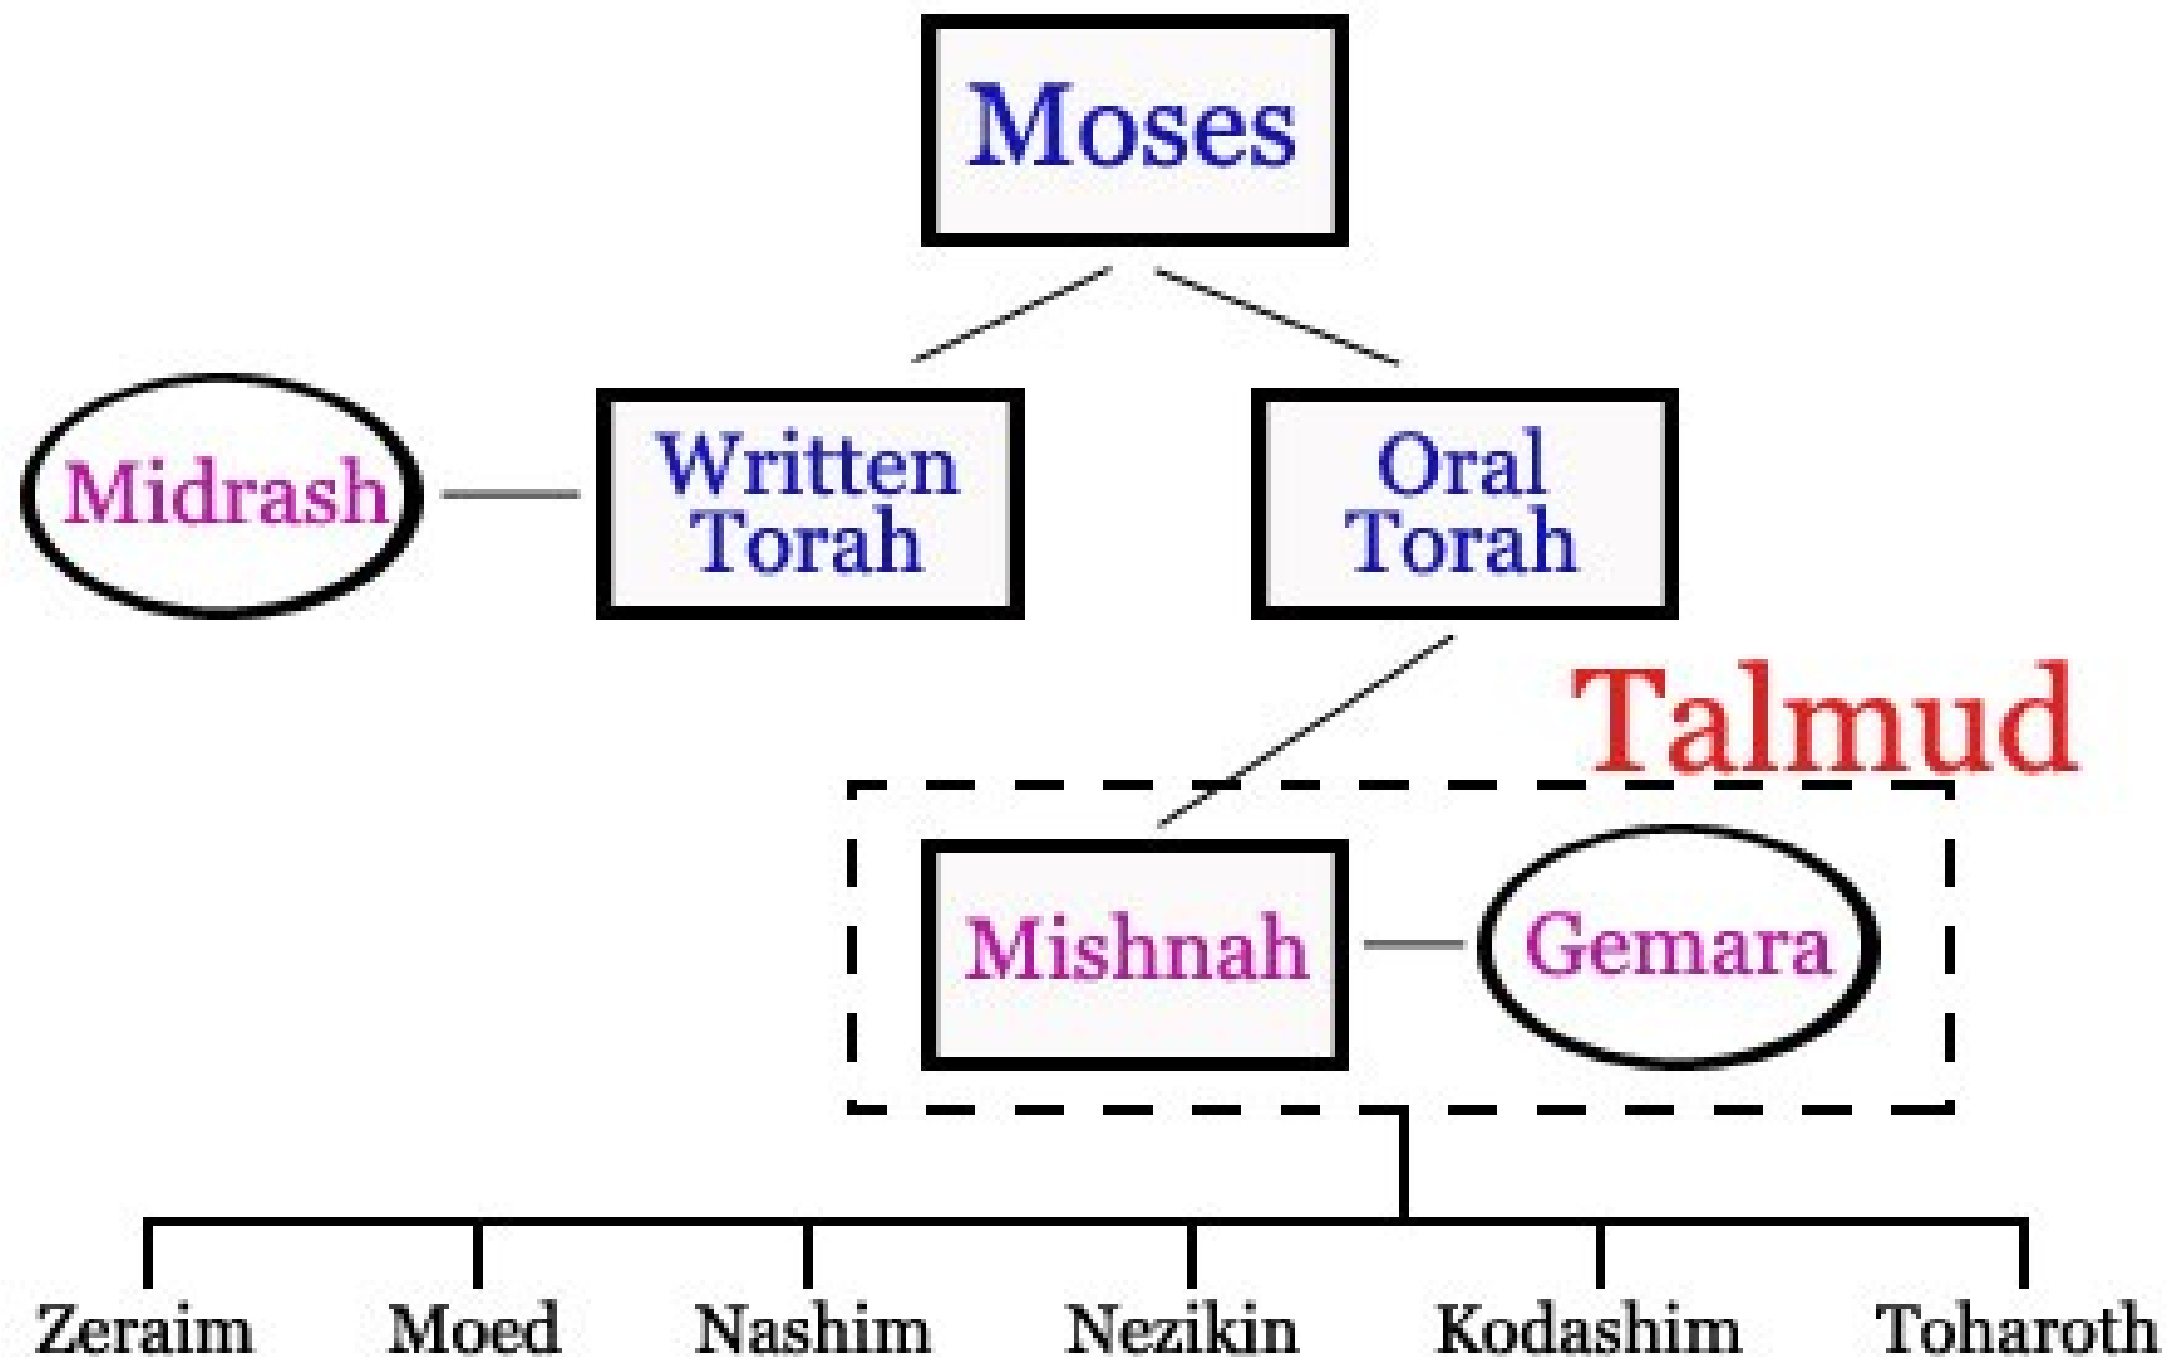 Moses
Midrash
Written
Torah
Oral
Torah
Talmud
Mishnah
Gemara
Zeraim
Moed
Nashim
Nezikin
Kodashim
Toharoth